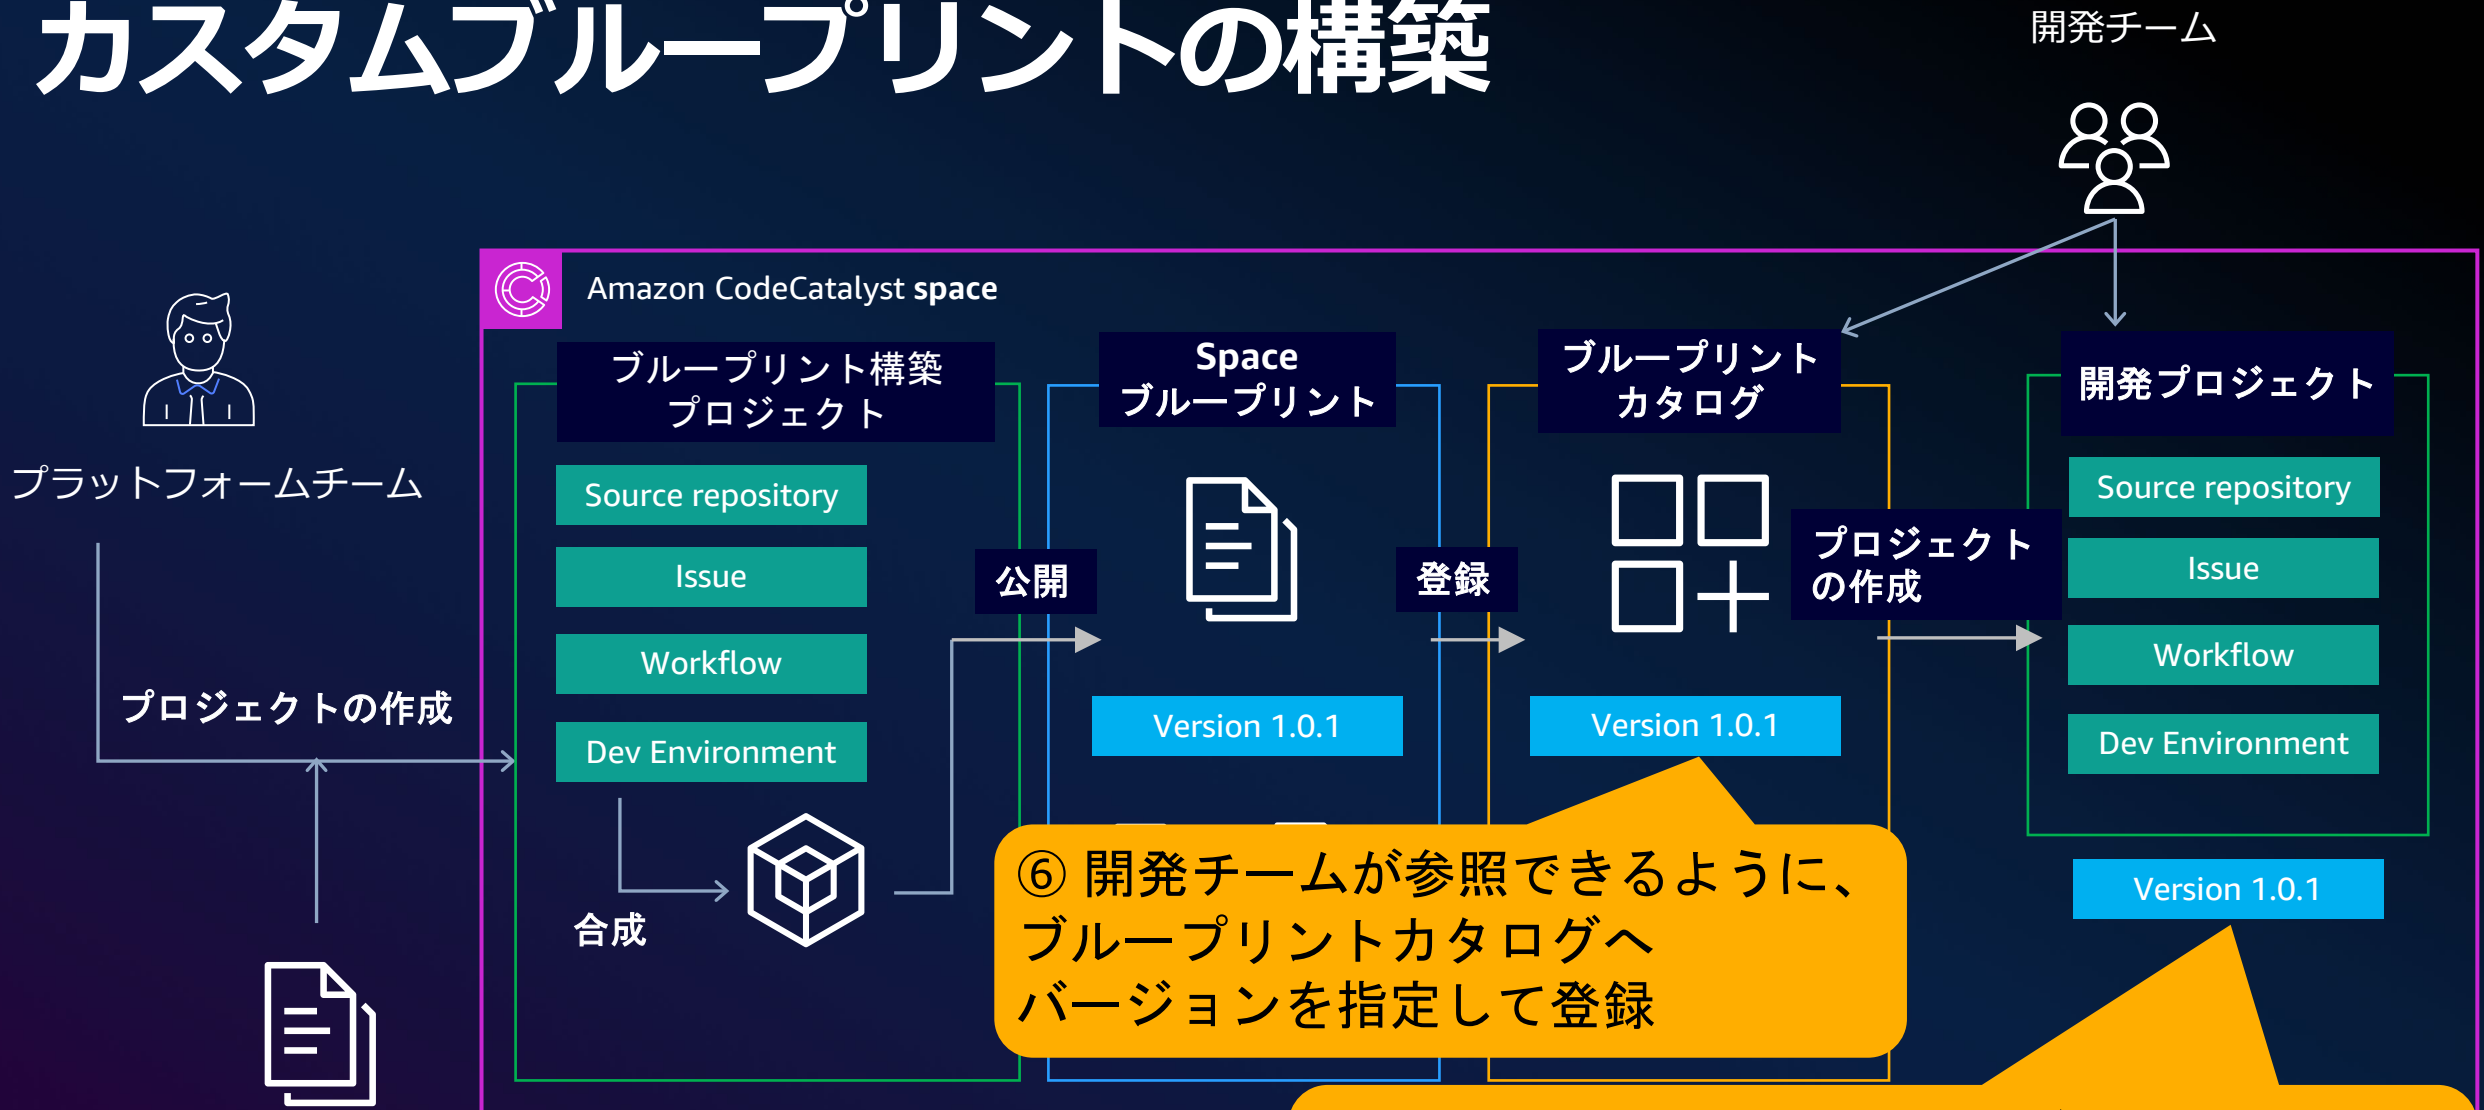 カスタムブループリントの構築
開発チーム
Amazon CodeCatalyst space
プラットフォームチーム
プロジェクトの作成
ブループリント構築
プロジェクト
Source repository
Issue
Workflow
Dev Environment
合成
公開
Space
ブループリント
Version 1.0.1
登録
ブループリント
カタログ
Version 1.0.1
プロジェクト
の作成
開発プロジェクト
Source repository
Issue
Workflow
Dev Environment
Version 1.0.1
⑥ 開発チームが参照できるように、
ブループリントカタログへ
バージョンを指定して登録